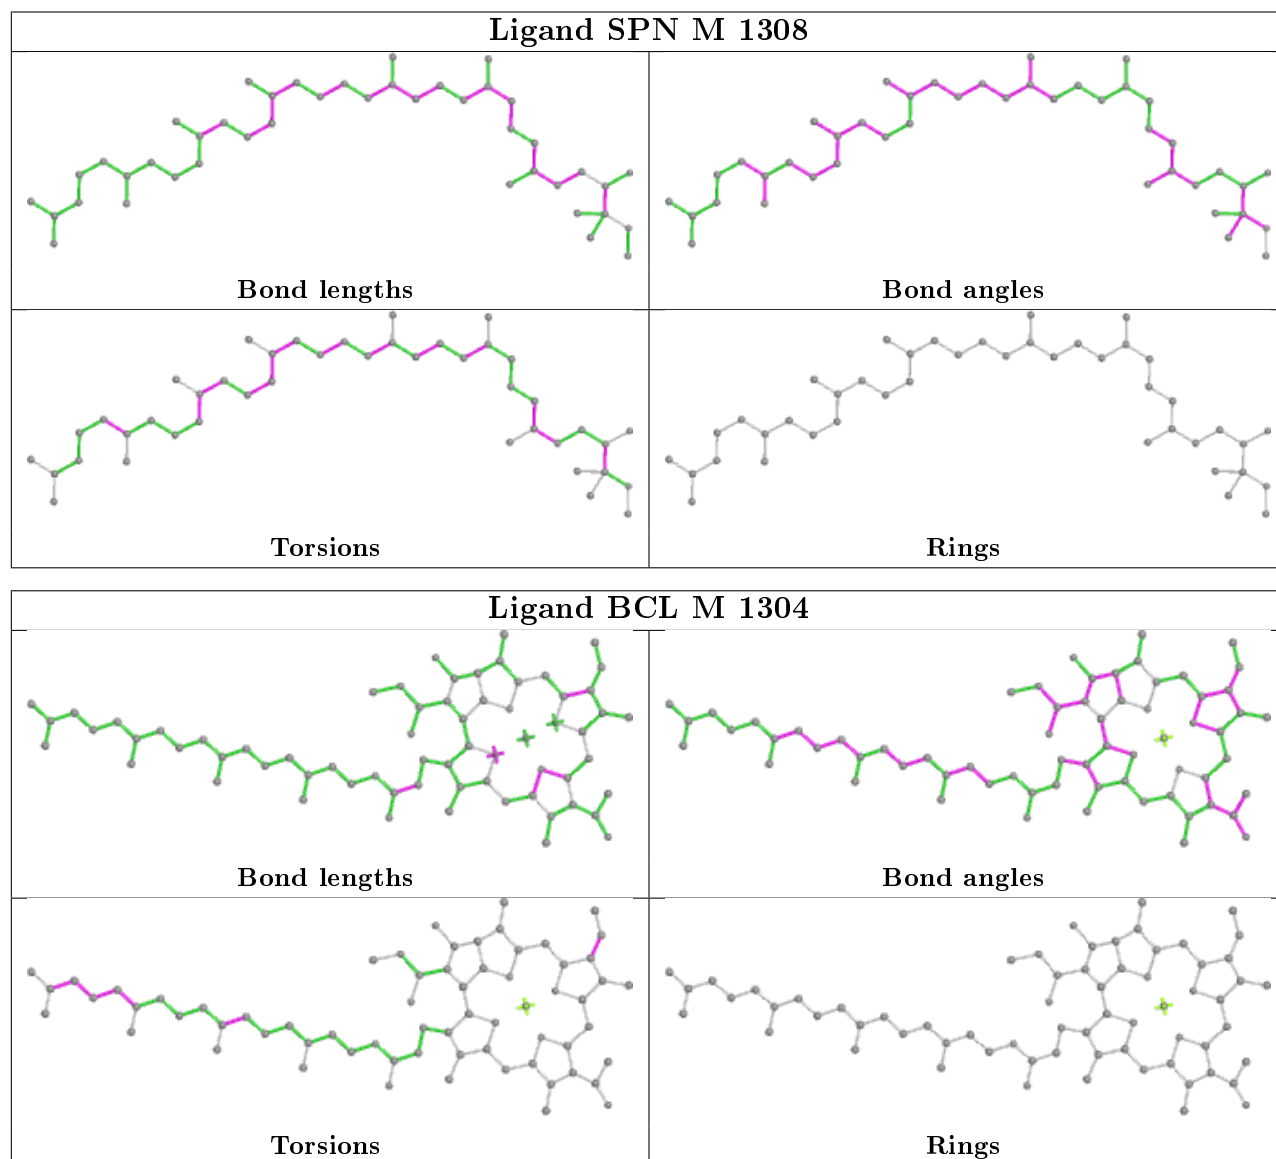 Ligand SPN M 1308
Bond lengths
Bond angles
Torsions
Rings
Ligand BCL M 1304
Bond lengths
Bond angles
Torsions
Rings